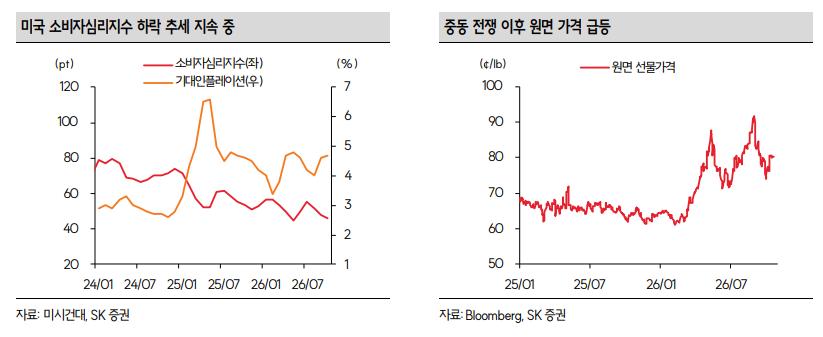 미국 소비자심리지수 하락 추세 지속 중
(pt)
소비자심리지수(좌)
기대인플레이션(우)
(%)
120
100
80
60
40
20
7
6
5
4
3
2
1
24/01 24/07 25/01 25/07 26/01 26/07
자료: 미시건대, SK 증권
중동 전쟁 이후 원면 가격 급등
(¢/lb)
원면 선물가격
100
90
80
70
60
50
25/01 25/07 26/01 26/07
자료: Bloomberg, SK 증권